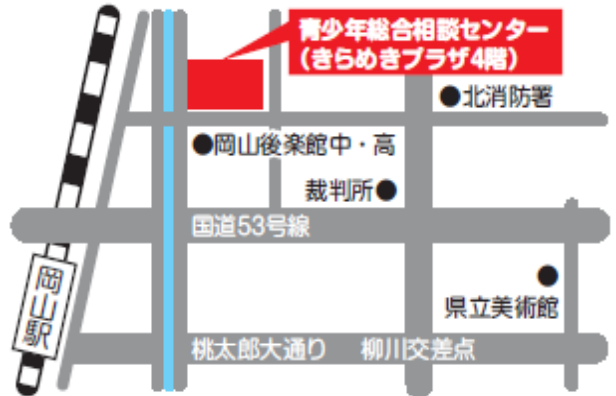 青少年総合相談センター
(きらめきプラザ4階)
●北消防署
●岡山後楽館中・高
裁判所●
国道53号線
岡山駅
県立美術館
桃太郎大通り 柳川交差点